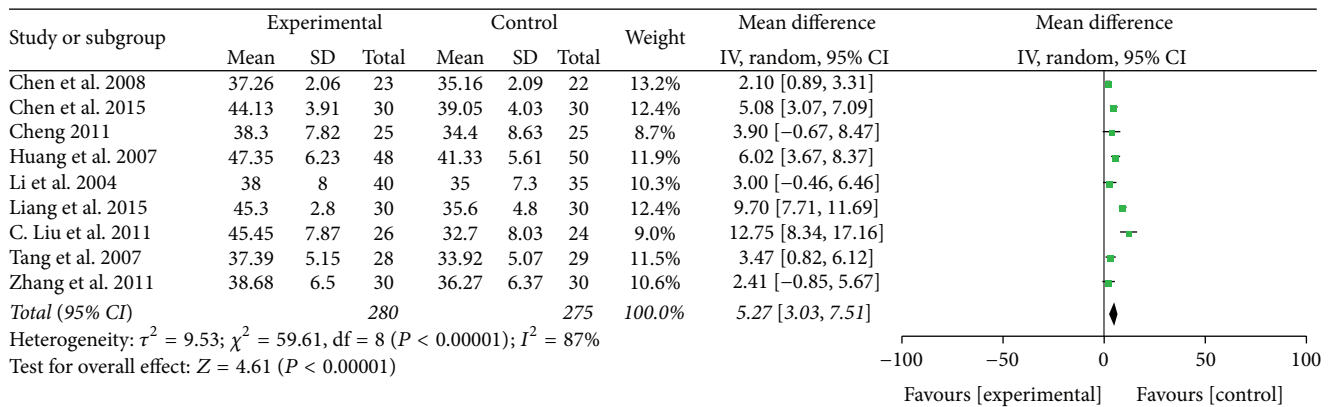 Study or subgroup Experimental Control Weight Mean difference Mean difference
Mean SD Total Mean SD Total IV, random, 95% CI IV, random, 95% CI
Chen et al. 2008 37.26 2.06 23 35.16 2.09 22 13.2% 2.10 [0.89, 3.31]
Chen et al. 2015 44.13 3.91 30 39.05 4.03 30 12.4% 5.08 [3.07, 7.09]
Cheng 2011 38.3 7.82 25 34.4 8.63 25 8.7% 3.90 [−0.67, 8.47]
Huang et al. 2007 47.35 6.23 48 41.33 5.61 50 11.9% 6.02 [3.67, 8.37]
Li et al. 2004 38 8 40 35 7.3 35 10.3% 3.00 [−0.46, 6.46]
Liang et al. 2015 45.3 2.8 30 35.6 4.8 30 12.4% 9.70 [7.71, 11.69]
C. Liu et al. 2011 45.45 7.87 26 32.7 8.03 24 9.0% 12.75 [8.34, 17.16]
Tang et al. 2007 37.39 5.15 28 33.92 5.07 29 11.5% 3.47 [0.82, 6.12]
Zhang et al. 2011 38.68 6.5 30 36.27 6.37 30 10.6% 2.41 [−0.85, 5.67]
Total (95% CI) 280 275 100.0% 5.27 [3.03, 7.51]
Heterogeneity: τ² = 9.53; χ² = 59.61, df = 8 (P < 0.00001); I² = 87%
Test for overall effect: Z = 4.61 (P < 0.00001)
−100 −50 0 50 100
Favours [experimental] Favours [control]